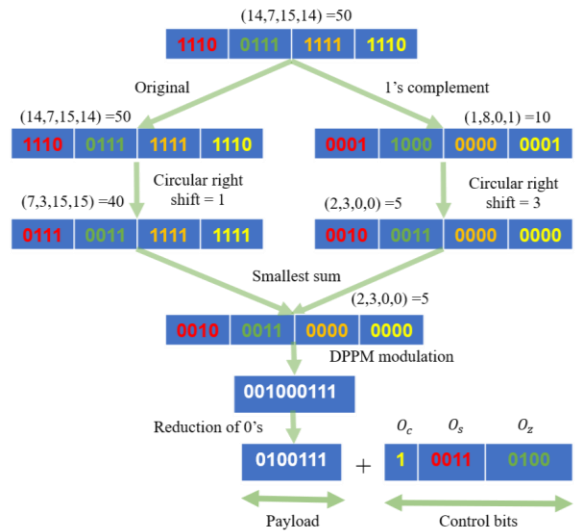 (14,7,15,14) =50
1110 0111 1111 1110
Original 1's complement
(14,7,15,14) =50 (1,8,0,1) =10
1110 0111 1111 1110 0001 1000 0000 0001
Circular right shift = 1 Circular right shift = 3
(7,3,15,15) =40 (2,3,0,0) =5
0111 0011 1111 1111 0010 0011 0000 0000
Smallest sum
(2,3,0,0) =5
0010 0011 0000 0000
DPPM modulation
001000111
Reduction of 0's O_c O_s O_z
0100111 + 1 0011 0100
Payload Control bits